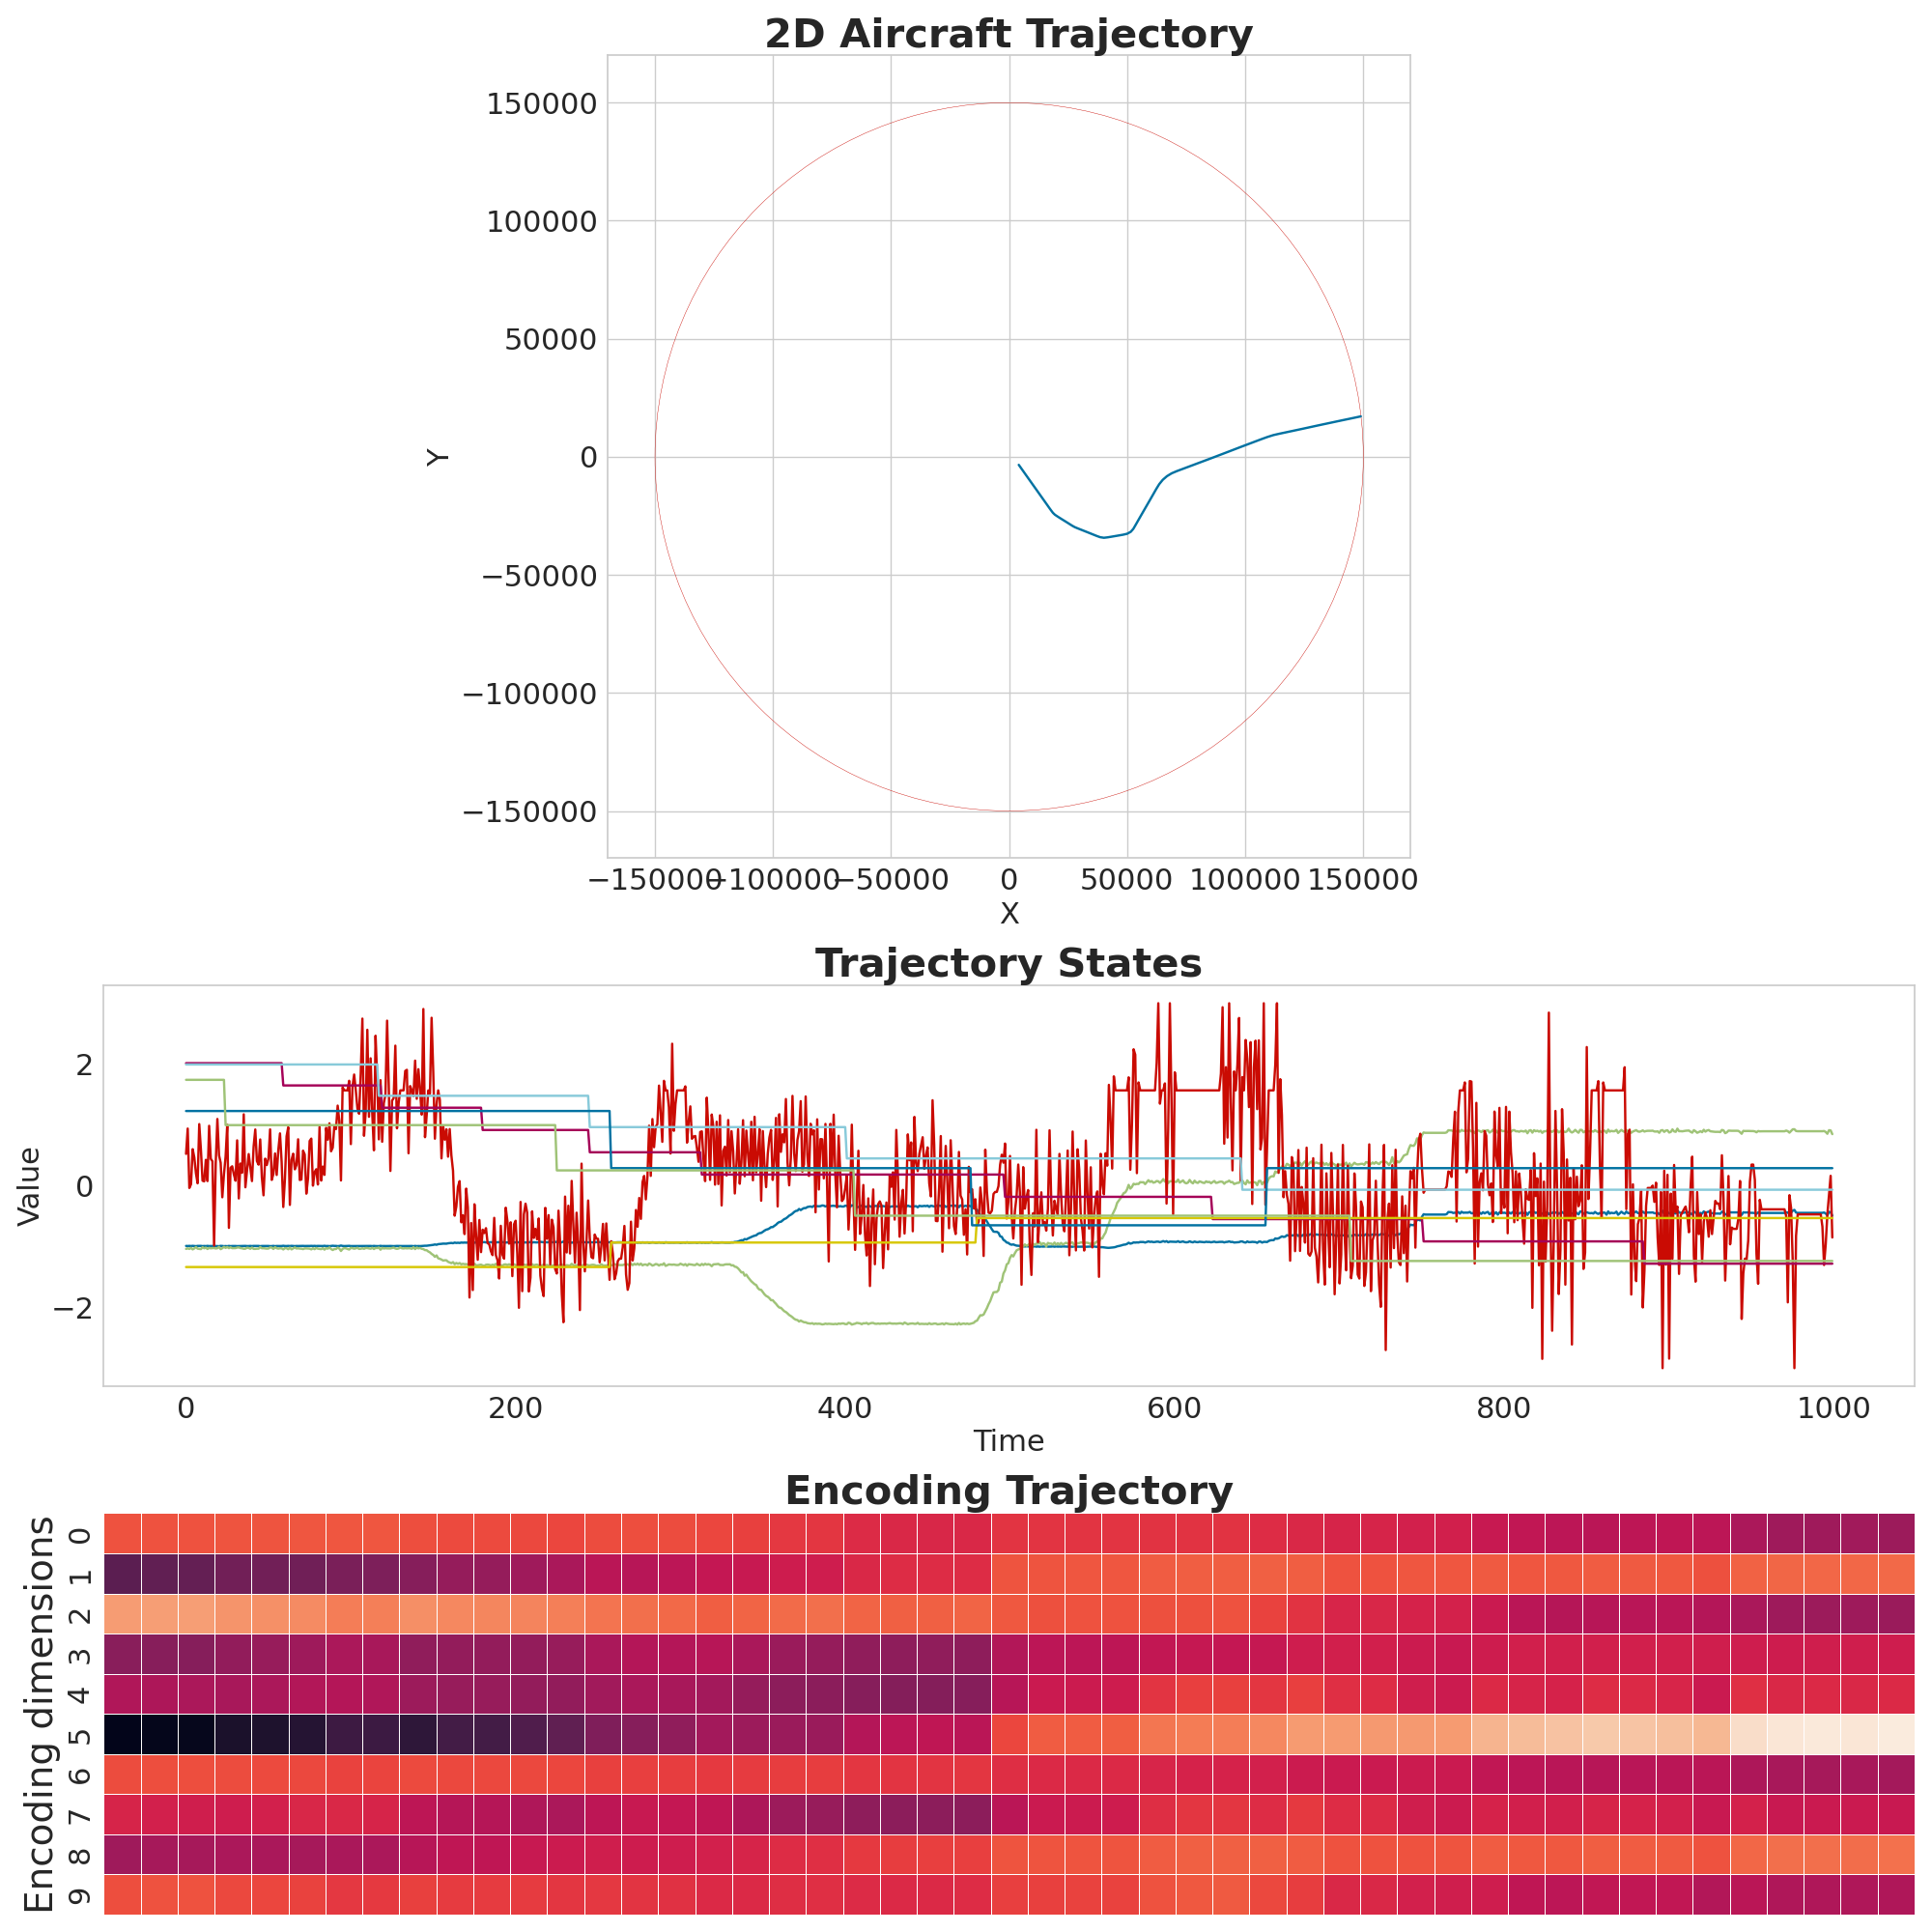 2D Aircraft Trajectory
150000
100000
50000
0
−50000
−100000
−150000
Y
−150000 −100000 −50000 0 50000 100000 150000
X
Trajectory States
2
0
−2
Value
0 200 400 600 800 1000
Time
Encoding Trajectory
Encoding dimensions
0
1
2
3
4
5
6
7
8
9